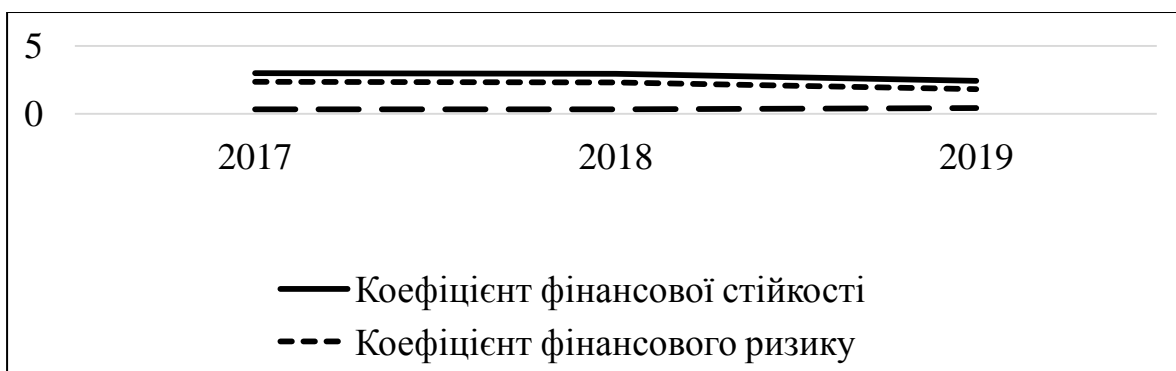 5
0
2017 2018 2019
Коефіцієнт фінансової стійкості
Коефіцієнт фінансового ризику